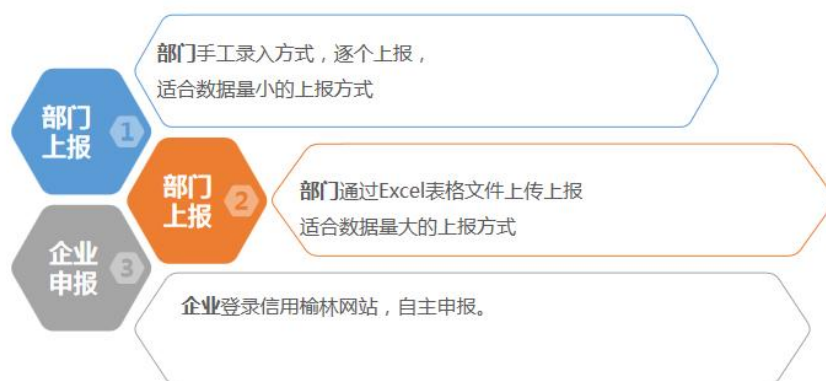 部门手工录入方式，逐个上报，
适合数据量小的上报方式
部门
上报
1
部门
上报
2
部门通过Excel表格文件上传上报
适合数据量大的上报方式
企业
申报
3
企业登录信用榆林网站，自主申报。